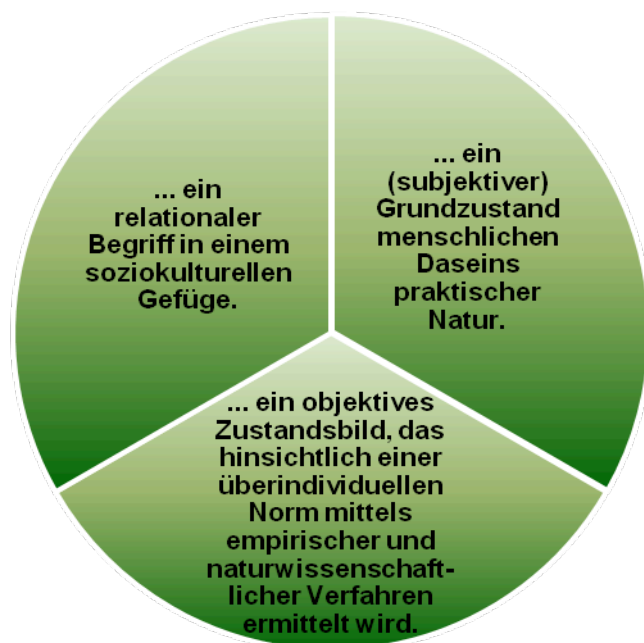 ... ein
relationaler
Begriff in einem
soziokulturellen
Gefüge.
... ein
(subjektiver)
Grundzustand
menschlichen
Daseins
praktischer
Natur.
... ein objektives
Zustandsbild, das
hinsichtlich einer
überindividuellen
Norm mittels
empirischer und
naturwissenschaft-
licher Verfahren
ermittelt wird.